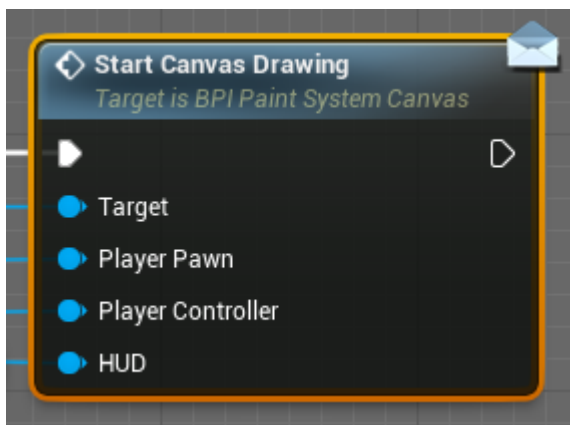 Start Canvas Drawing
Target is BPI Paint System Canvas
Target
Player Pawn
Player Controller
HUD